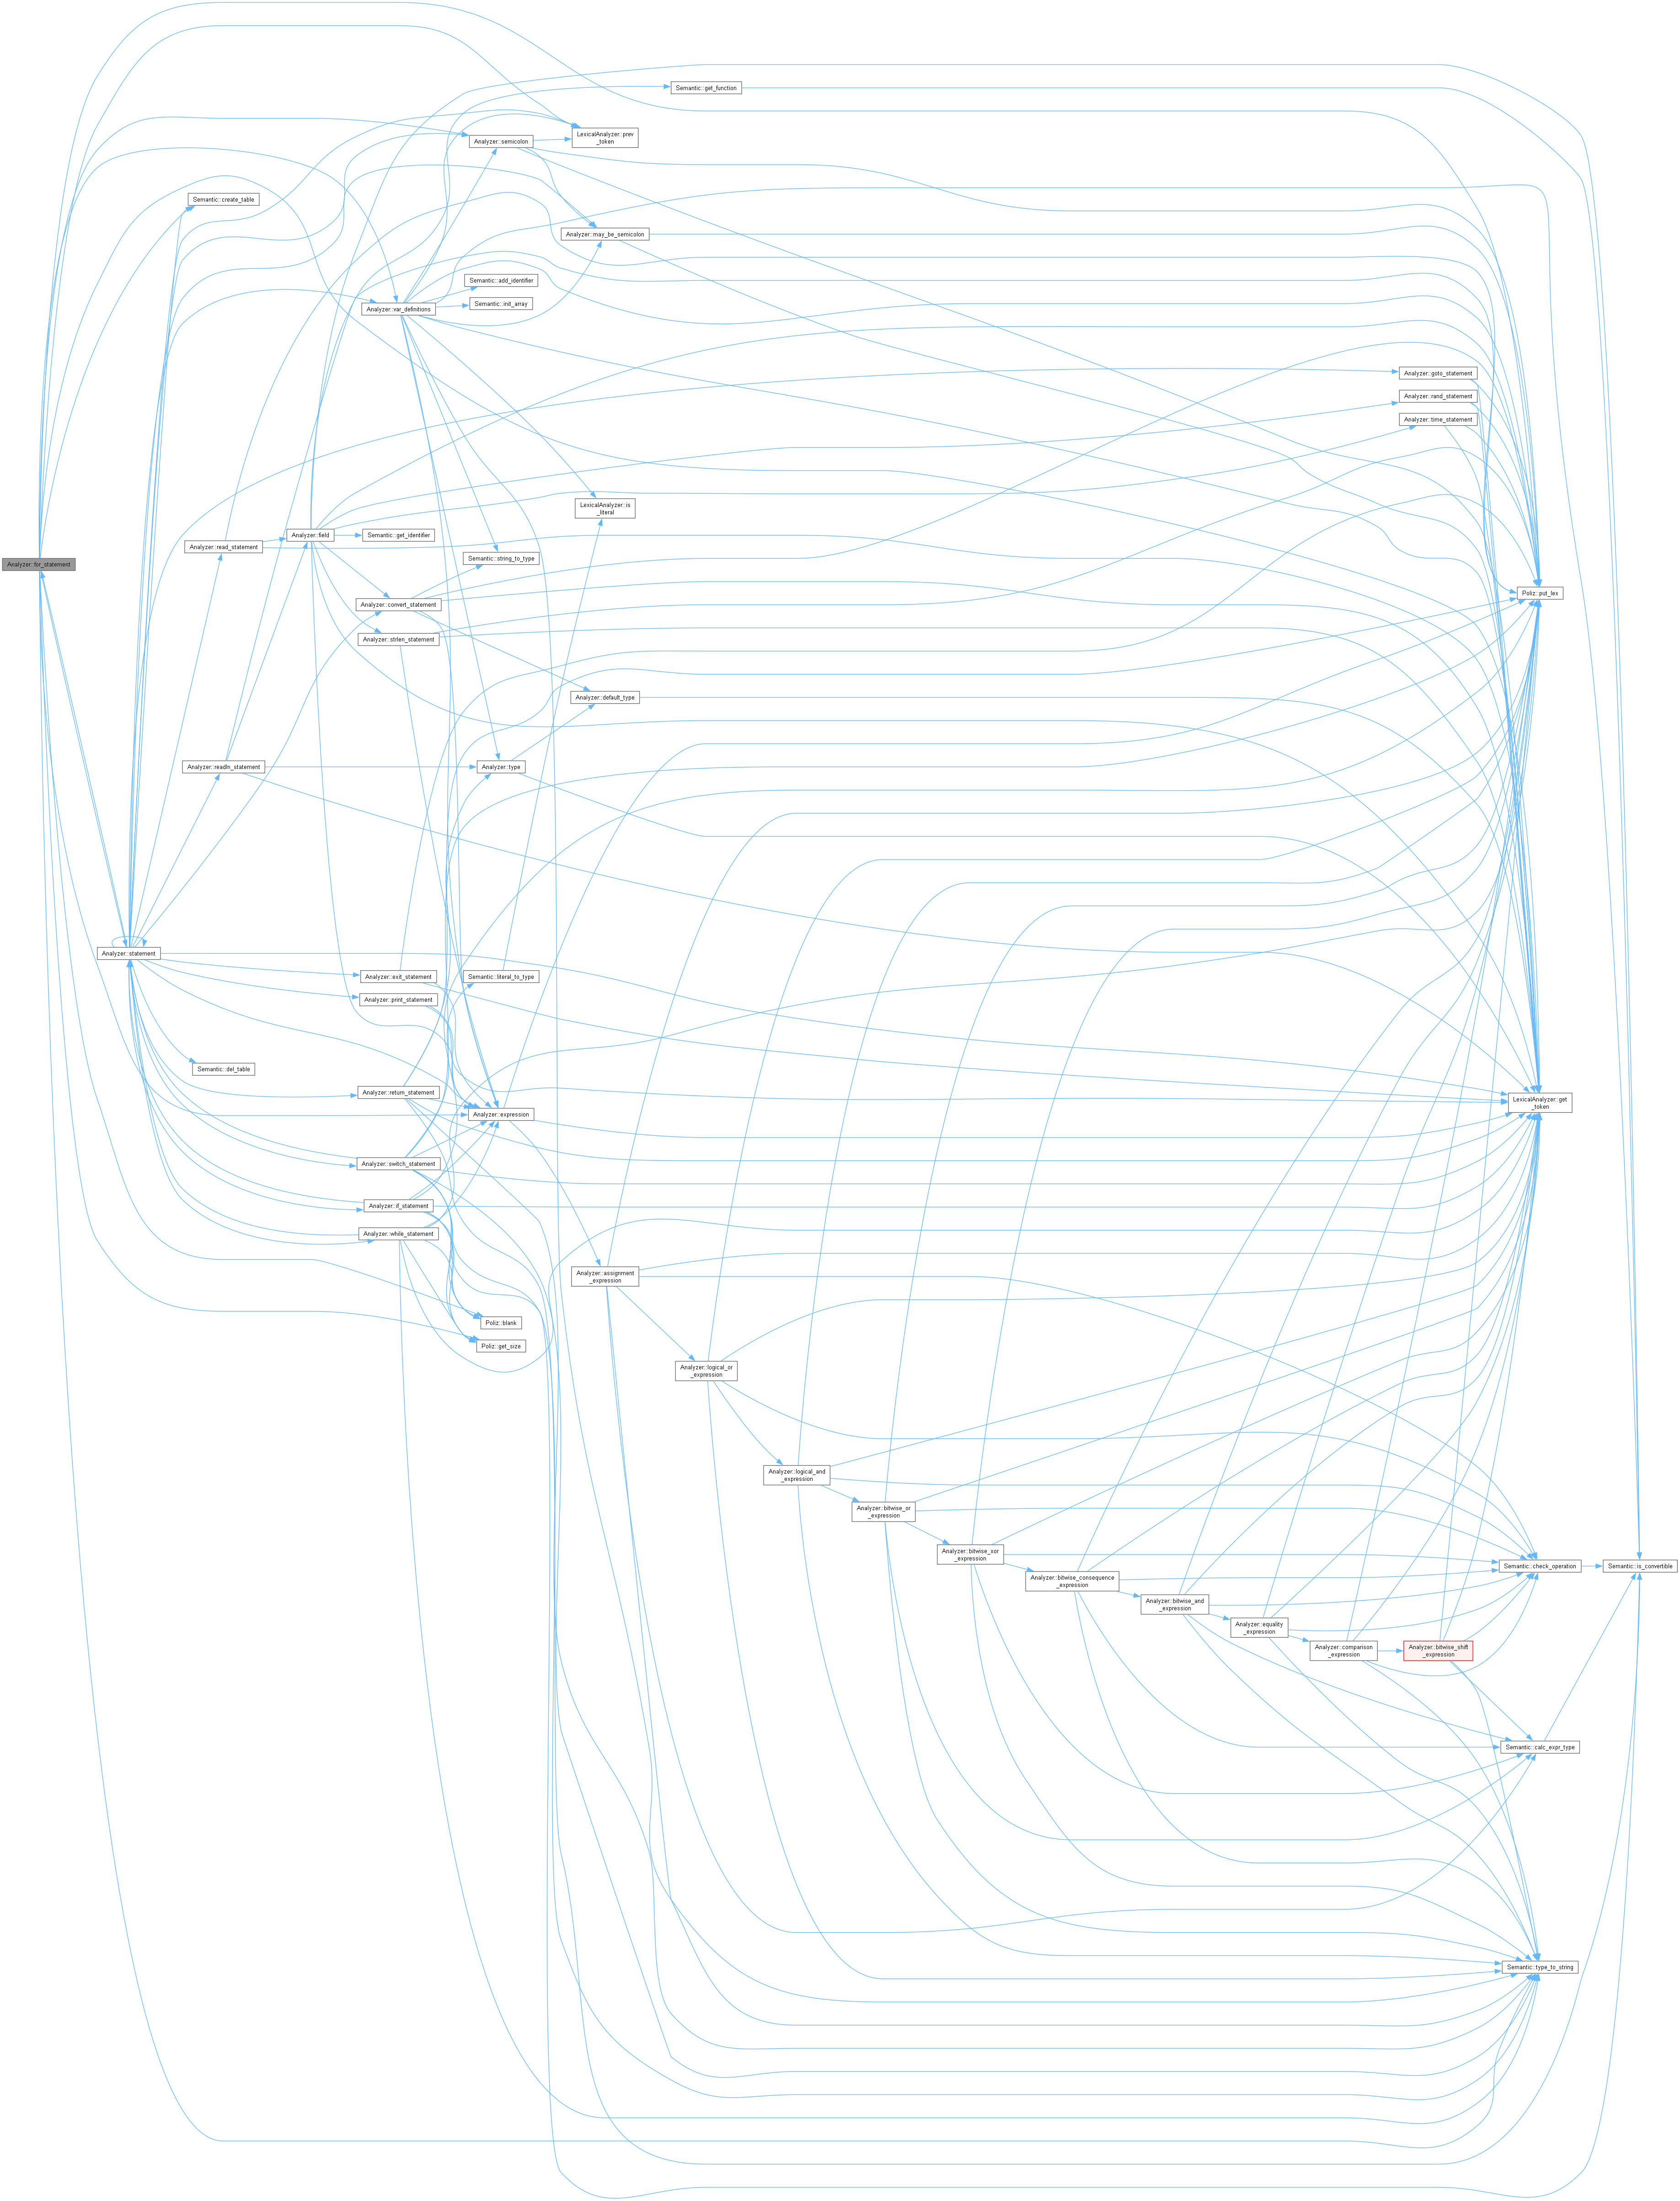 Semantic::get_function
LexicalAnalyzer::prev
_token
Analyzer::semicolon
Semantic::create_table
Analyzer::may_be_semicolon
Semantic::add_identifier
Semantic::init_array
Analyzer::var_definitions
Analyzer::goto_statement
Analyzer::rand_statement
Analyzer::time_statement
LexicalAnalyzer::is
_literal
Analyzer::field
Semantic::get_identifier
Analyzer::read_statement
Semantic::string_to_type
Analyzer::for_statement
Poliz::put_lex
Analyzer::convert_statement
Analyzer::strlen_statement
Analyzer::default_type
Analyzer::readln_statement
Analyzer::type
Analyzer::statement
Analyzer::exit_statement
Semantic::literal_to_type
Analyzer::print_statement
Semantic::del_table
Analyzer::return_statement
LexicalAnalyzer::get
_token
Analyzer::expression
Analyzer::switch_statement
Analyzer::if_statement
Analyzer::while_statement
Analyzer::assignment
_expression
Poliz::blank
Poliz::get_size
Analyzer::logical_or
_expression
Analyzer::logical_and
_expression
Analyzer::bitwise_or
_expression
Analyzer::bitwise_xor
_expression
Semantic::check_operation
Semantic::is_convertible
Analyzer::bitwise_consequence
_expression
Analyzer::bitwise_and
_expression
Analyzer::equality
_expression
Analyzer::comparison
_expression
Analyzer::bitwise_shift
_expression
Semantic::calc_expr_type
Semantic::type_to_string